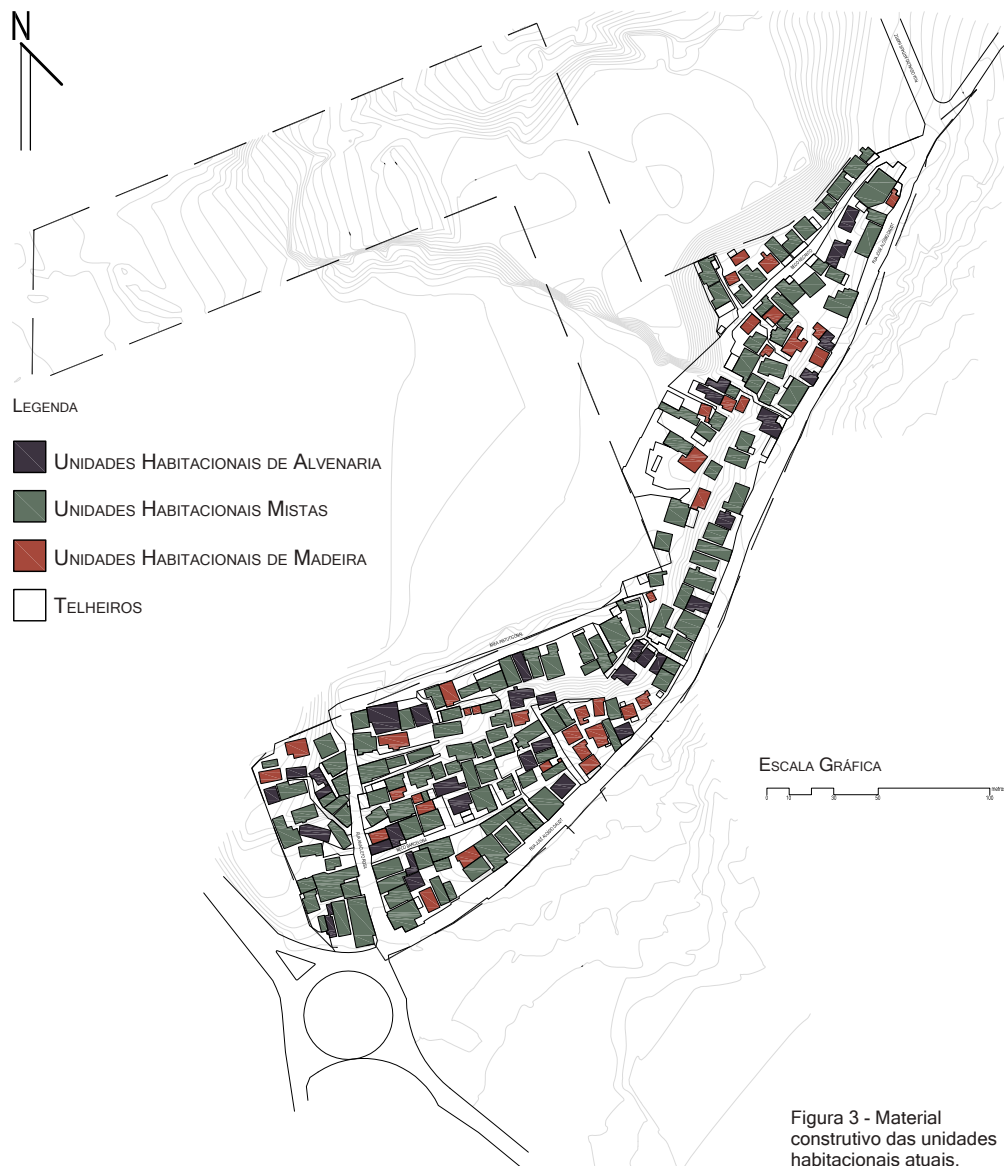 N
LEGENDA
UNIDADES HABITACIONAIS DE ALVENARIA
UNIDADES HABITACIONAIS MISTAS
UNIDADES HABITACIONAIS DE MADEIRA
TELHEIROS
ESCALA GRÁFICA
0 10 30 50 100
Figura 3 - Material
construtivo das unidades
habitacionais atuais.